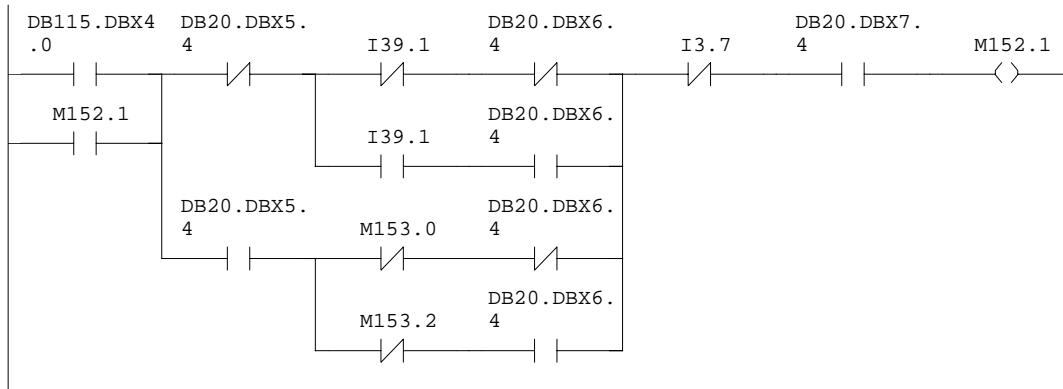 DB115.DBX4 DB20.DBX5. DB20.DBX6. DB20.DBX7.
.0 4 I39.1 4 I3.7 4 M152.1
M152.1 DB20.DBX6.
I39.1 4
DB20.DBX5. DB20.DBX6.
4 M153.0 4
DB20.DBX6.
M153.2 4